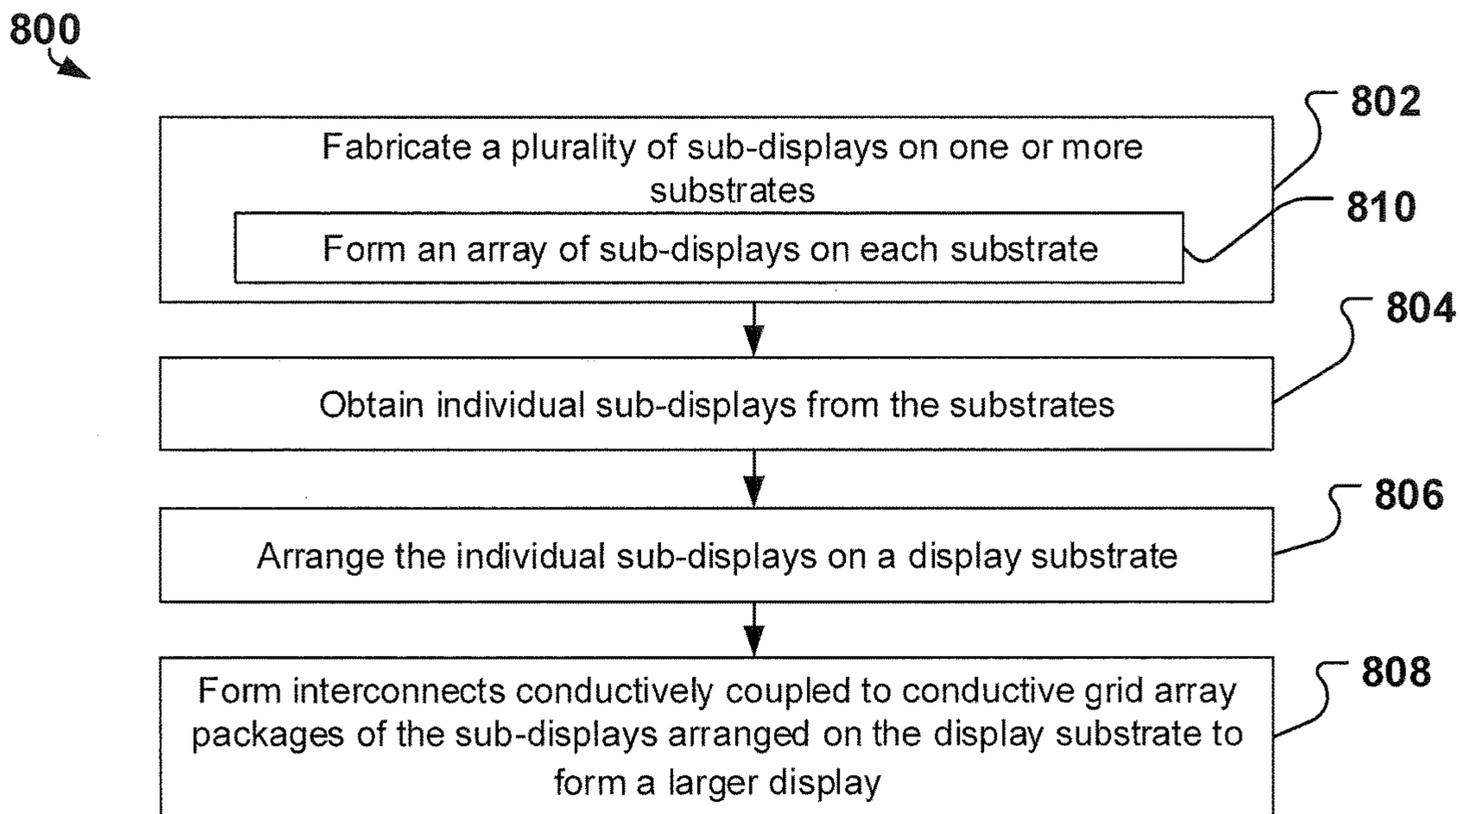 800
802
Fabricate a plurality of sub-displays on one or more
substrates
810
Form an array of sub-displays on each substrate
804
Obtain individual sub-displays from the substrates
806
Arrange the individual sub-displays on a display substrate
808
Form interconnects conductively coupled to conductive grid array
packages of the sub-displays arranged on the display substrate to
form a larger display